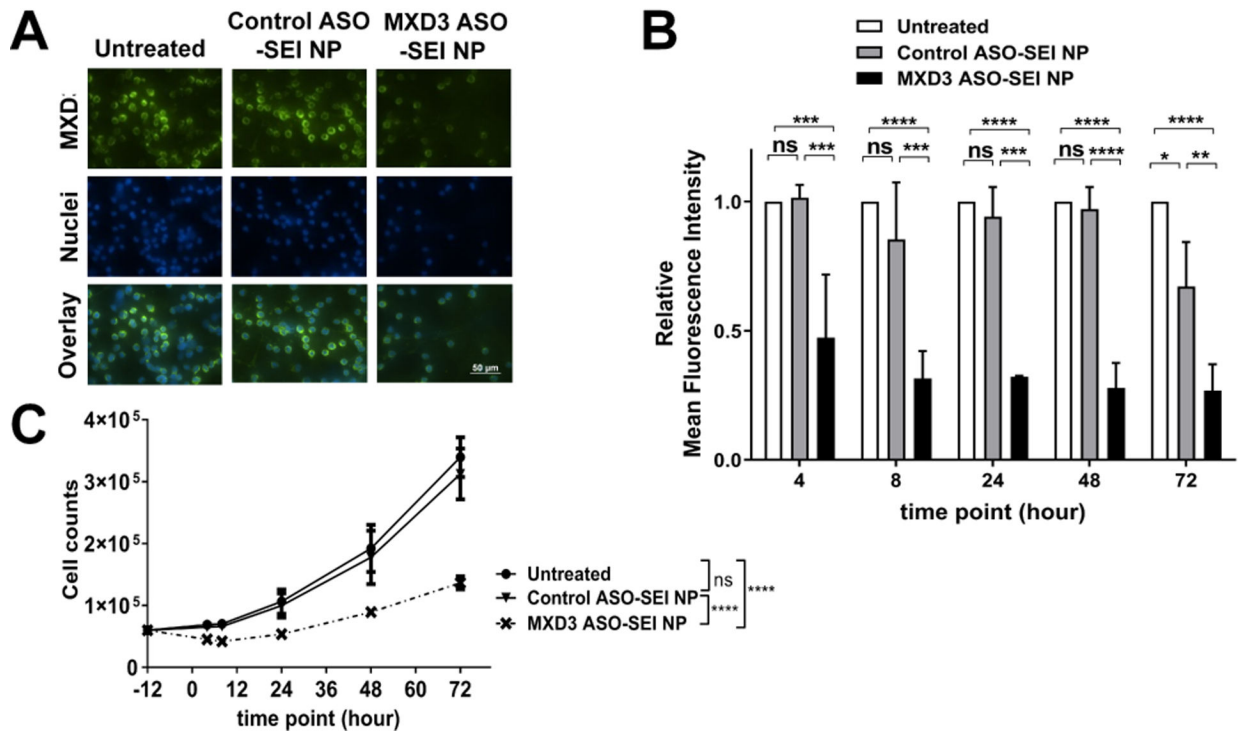 A
Untreated
Control ASO
-SEI NP
MXD3 ASO
-SEI NP
MXD:
Nuclei
Overlay
50 µm
B
Untreated
Control ASO-SEI NP
MXD3 ASO-SEI NP
*** **** **** **** ****
ns *** ns *** ns *** ns **** * **
Relative
Mean Fluorescence Intensity
1.0
0.5
0.0
4 8 24 48 72
time point (hour)
C
Cell counts
4×10⁵
3×10⁵
2×10⁵
1×10⁵
0
-12 0 12 24 36 48 60 72
time point (hour)
Untreated
Control ASO-SEI NP
MXD3 ASO-SEI NP
ns
****
****